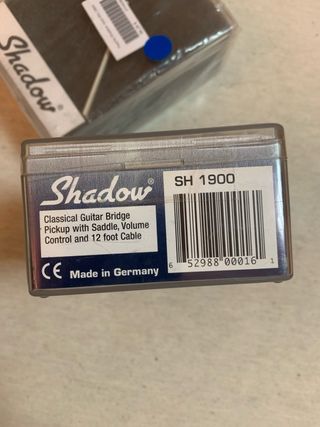 Shadow
Shadow®
SH 1900
Classical Guitar Bridge
Pickup with Saddle, Volume
Control and 12 foot Cable
CE Made in Germany
6 52988 00016 1